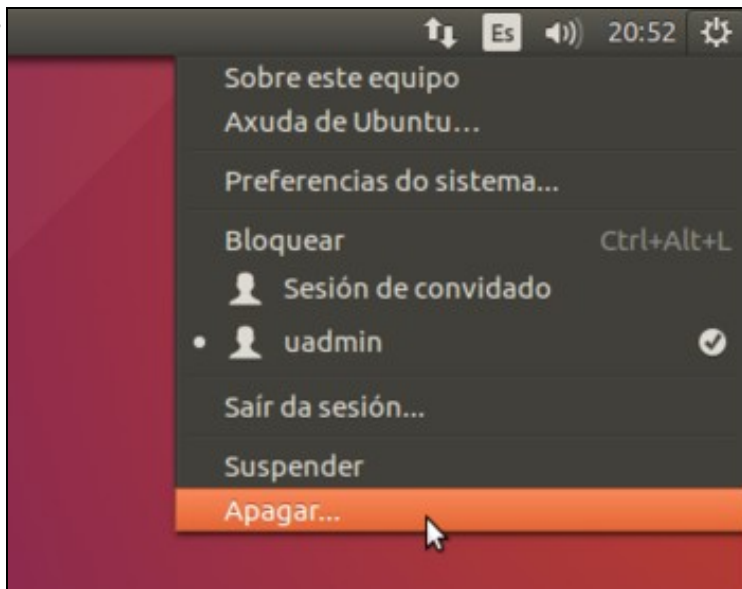 Es 20:52
Sobre este equipo
Axuda de Ubuntu...
Preferencias do sistema...
Bloquear Ctrl+Alt+L
Sesión de convidado
uadmin
Saír da sesión...
Suspender
Apagar...